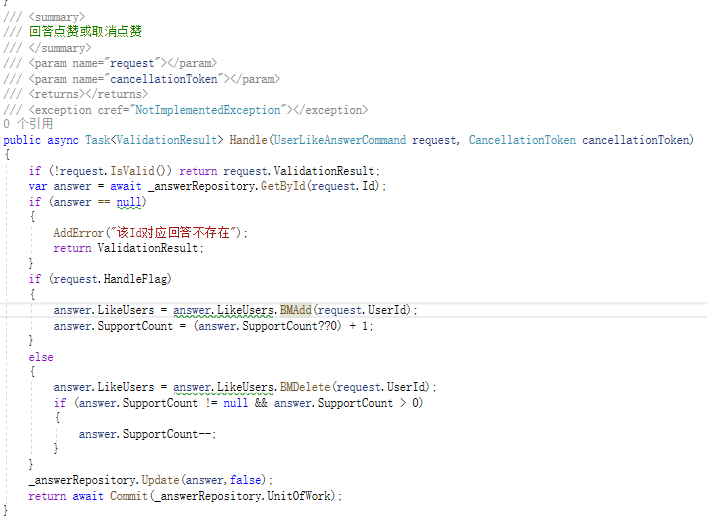 }
/// <summary>
/// 回答点赞或取消点赞
/// </summary>
/// <param name="request"></param>
/// <param name="cancellationToken"></param>
/// <returns></returns>
/// <exception cref="NotImplementedException"></exception>
0 个引用
public async Task<ValidationResult> Handle(UserLikeAnswerCommand request, CancellationToken cancellationToken)
{
    if (!request.IsValid()) return request.ValidationResult;
    var answer = await _answerRepository.GetById(request.Id);
    if (answer == null)
    {
        AddError("该Id对应回答不存在");
        return ValidationResult;
    }
    if (request.HandleFlag)
    {
        answer.LikeUsers = answer.LikeUsers.BMAdd(request.UserId);
        answer.SupportCount = (answer.SupportCount??0) + 1;
    }
    else
    {
        answer.LikeUsers = answer.LikeUsers.BMDelete(request.UserId);
        if (answer.SupportCount != null && answer.SupportCount > 0)
        {
            answer.SupportCount--;
        }
    }
    _answerRepository.Update(answer,false);
    return await Commit(_answerRepository.UnitOfWork);
}